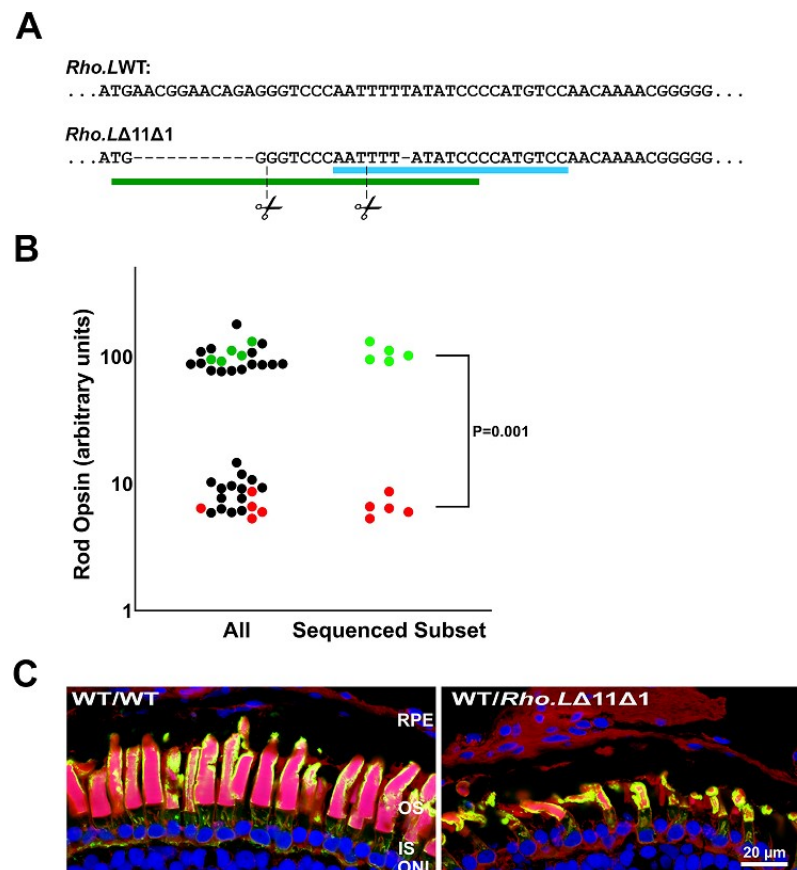 A
Rho.LWT:
...ATGAACGGAACAGAGGGTCCCAATTTTTATATCCCCATGTCCAACAAAACGGGGG...
Rho.LΔ11Δ1
...ATG------------GGGTCCCAATTTT-ATATCCCCATGTCCAACAAAACGGGGG...
B
Rod Opsin (arbitrary units)
100
10
1
P=0.001
All Sequenced Subset
C
WT/WT
RPE
OS
IS
ONL
WT/Rho.LΔ11Δ1
20 µm